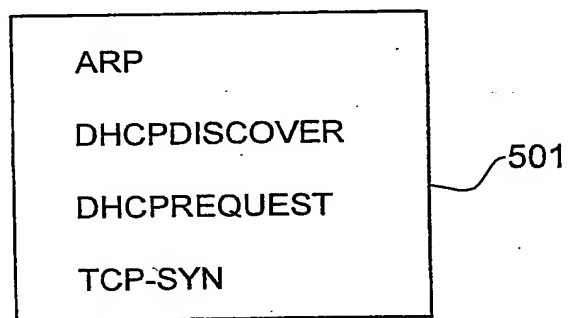 ARP
DHCPDISCOVER
501
DHCPREQUEST
TCP-SYN